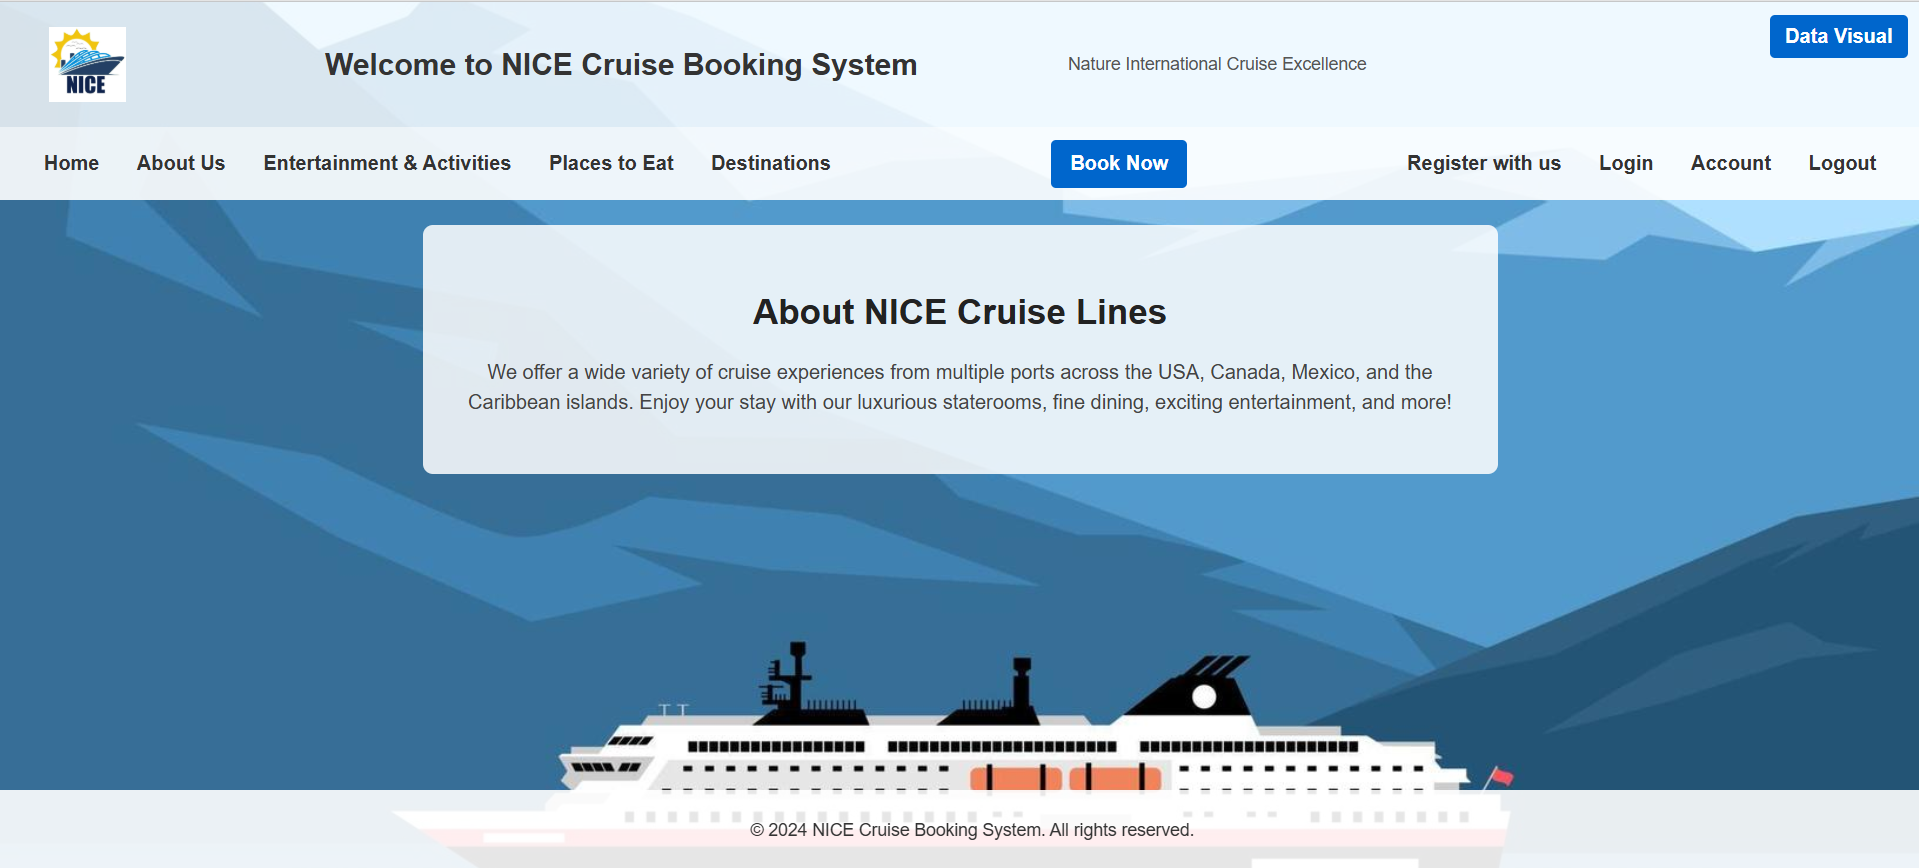 NICE
Welcome to NICE Cruise Booking System
Nature International Cruise Excellence
Data Visual
Home
About Us
Entertainment & Activities
Places to Eat
Destinations
Book Now
Register with us
Login
Account
Logout
About NICE Cruise Lines
We offer a wide variety of cruise experiences from multiple ports across the USA, Canada, Mexico, and the
Caribbean islands. Enjoy your stay with our luxurious staterooms, fine dining, exciting entertainment, and more!
© 2024 NICE Cruise Booking System. All rights reserved.